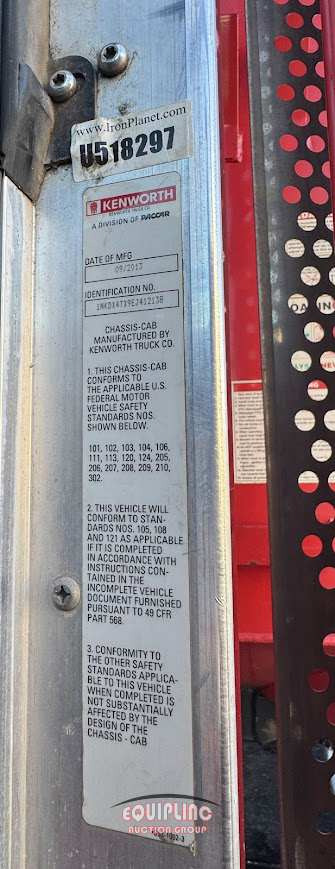 www.IronPlanet.com
U518297
KENWORTH
KENWORTH TRUCK CO.
A DIVISION OF PACCAR
DATE OF MFG
09/2013
IDENTIFICATION NO.
1NKDX4TX9EJ412138
CHASSIS-CAB
MANUFACTURED BY
KENWORTH TRUCK CO.
1. THIS CHASSIS-CAB
CONFORMS TO
THE APPLICABLE U.S.
FEDERAL MOTOR
VEHICLE SAFETY
STANDARDS NOS.
SHOWN BELOW.
101, 102, 103, 104, 106,
111, 113, 120, 124, 205,
206, 207, 208, 209, 210,
302.
2. THIS VEHICLE WILL
CONFORM TO STAN-
DARDS NOS. 105, 108
AND 121 AS APPLICABLE
IF IT IS COMPLETED
IN ACCORDANCE WITH
INSTRUCTIONS CON-
TAINED IN THE
INCOMPLETE VEHICLE
DOCUMENT FURNISHED
PURSUANT TO 49 CFR
PART 568.
3. CONFORMITY TO
THE OTHER SAFETY
STANDARDS APPLICA-
BLE TO THIS VEHICLE
WHEN COMPLETED IS
NOT SUBSTANTIALLY
AFFECTED BY THE
DESIGN OF THE
CHASSIS - CAB
EQUIPLINC
AUCTION GROUP